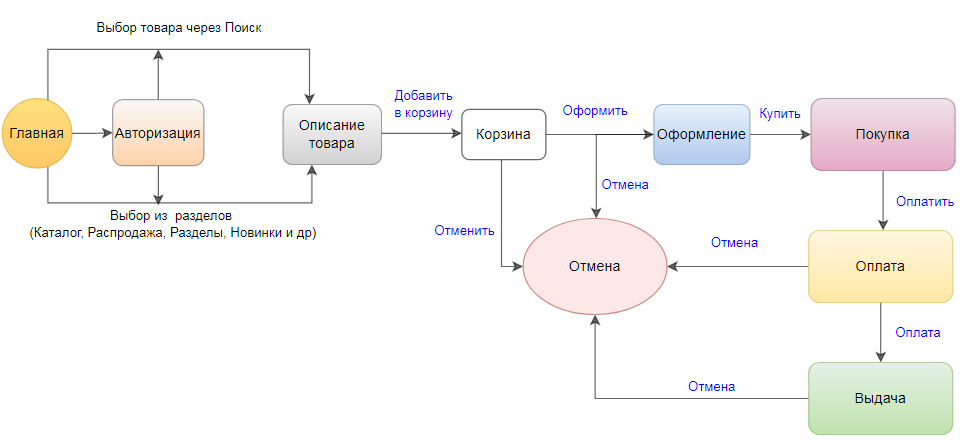 Выбор товара через Поиск
Главная
Авторизация
Описание
товара
Добавить
в корзину
Корзина
Оформить
Оформление
Купить
Покупка
Выбор из разделов
(Каталог, Распродажа, Разделы, Новинки и др)
Отменить
Отмена
Оплатить
Отмена
Отмена
Оплата
Оплата
Отмена
Выдача